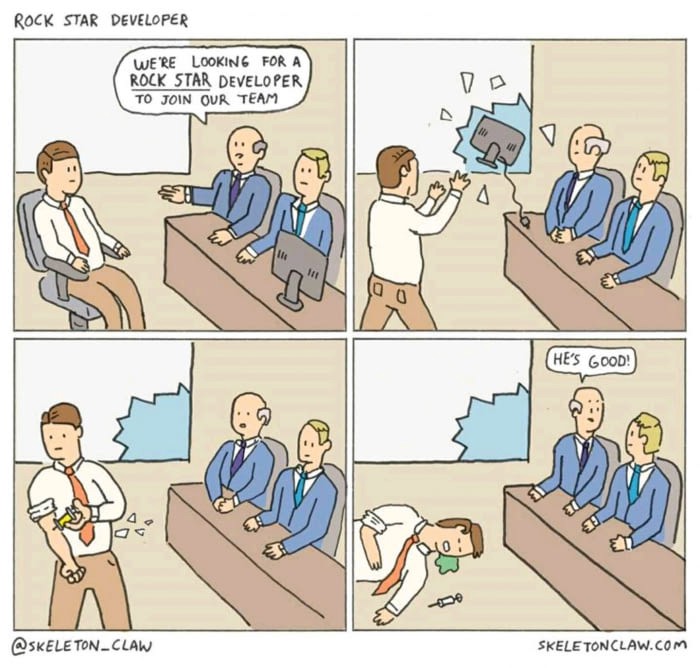 ROCK STAR DEVELOPER
WE'RE LOOKING FOR A
ROCK STAR DEVELOPER
TO JOIN OUR TEAM
HE'S GOOD!
@SKELETON_CLAW
SKELETONCLAW.COM